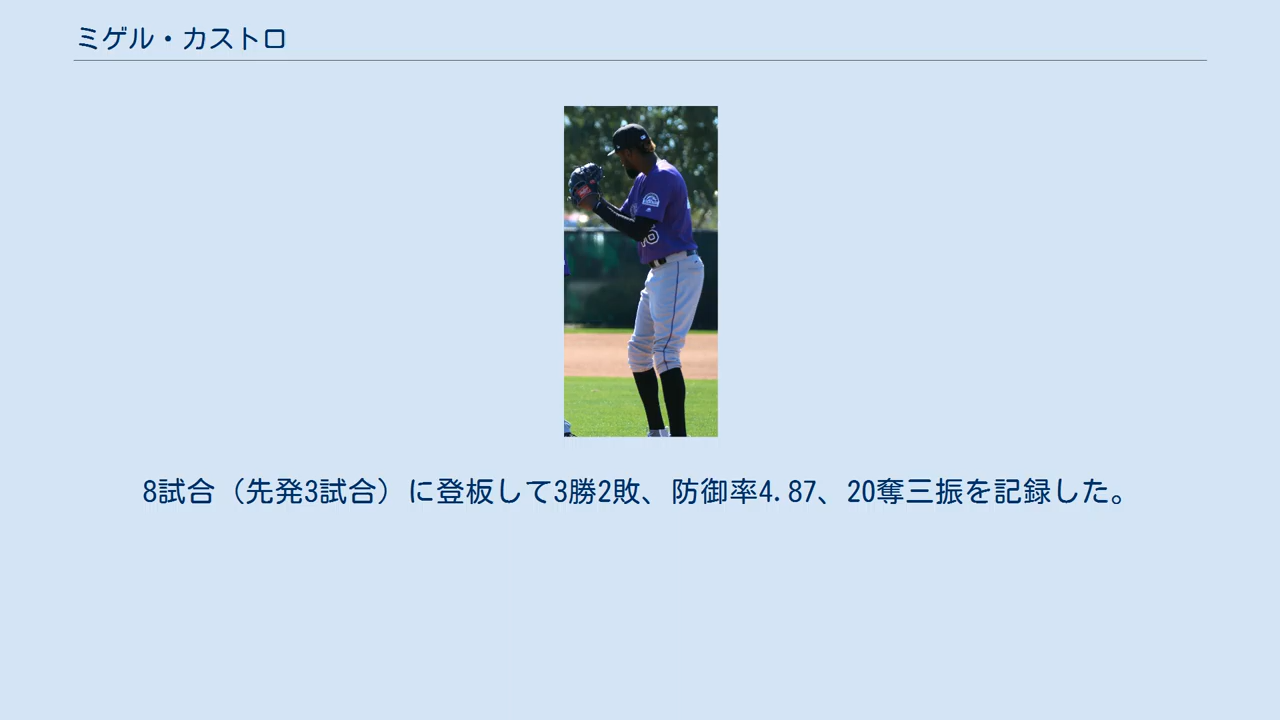 ミゲル・カストロ
8試合（先発3試合）に登板して3勝2敗、防御率4.87、20奪三振を記録した。